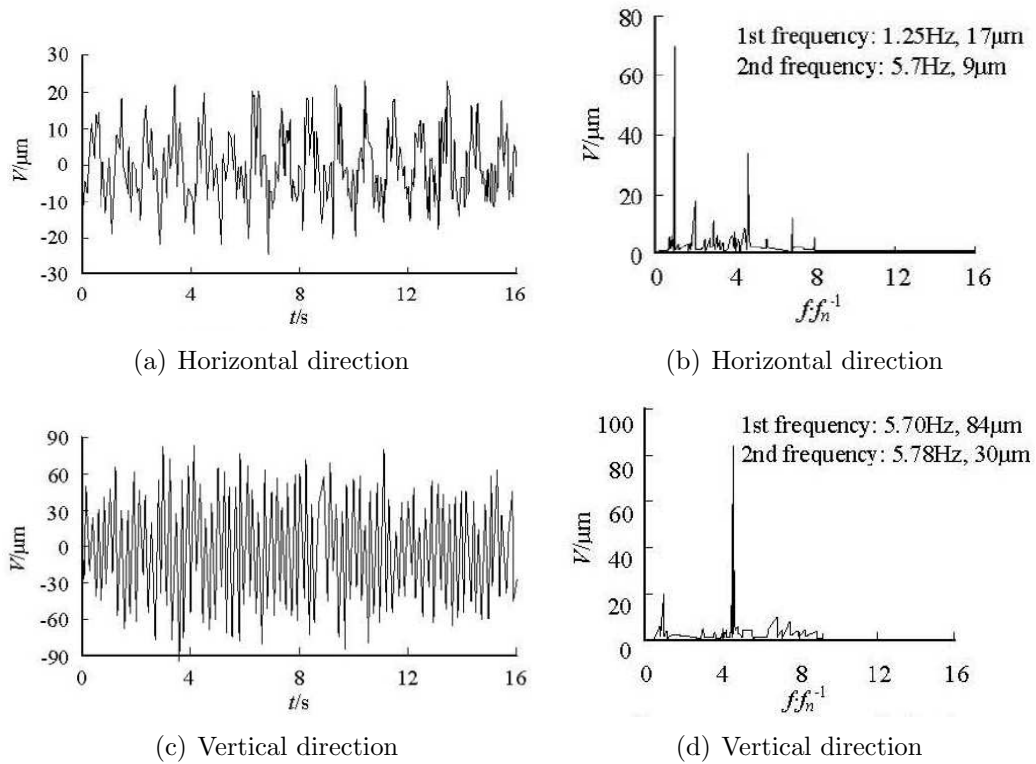 30
20
10
0
-10
-20
-30
V/μm
0 4 8 12 16
t/s
(a) Horizontal direction
80
60
40
20
0
V/μm
1st frequency: 1.25Hz, 17μm
2nd frequency: 5.7Hz, 9μm
0 4 8 12 16
f·fn-1
(b) Horizontal direction
90
60
30
0
-30
-60
-90
V/μm
0 4 8 12 16
t/s
(c) Vertical direction
100
80
60
40
20
0
V/μm
1st frequency: 5.70Hz, 84μm
2nd frequency: 5.78Hz, 30μm
0 4 8 12 16
f·fn-1
(d) Vertical direction